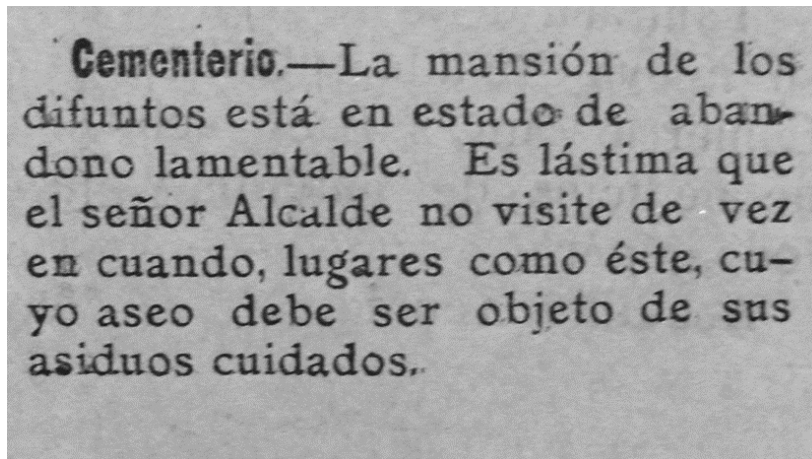 Cementerio.—La mansión de los
difuntos está en estado de aban-
dono lamentable. Es lástima que
el señor Alcalde no visite de vez
en cuando, lugares como éste, cu-
yo aseo debe ser objeto de sus
asiduos cuidados.